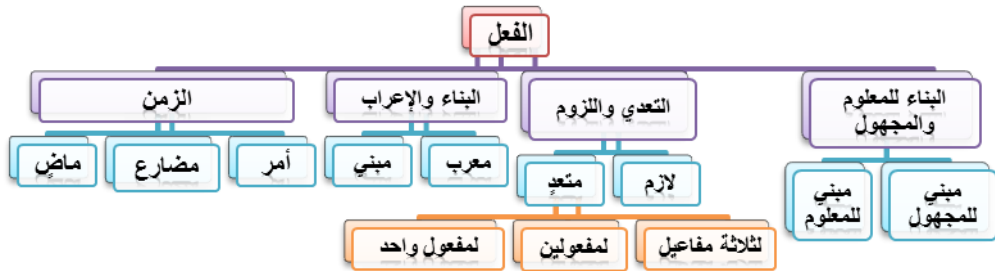 الفعل
البناء للمعلوم
والمجهول
التعدي واللزوم
البناء والإعراب
الزمن
مبني
للمجهول
مبني
للمعلوم
لازم
متعدٍ
معرب
مبني
أمر
مضارع
ماضٍ
لثلاثة مفاعيل
لمفعولين
لمفعول واحد